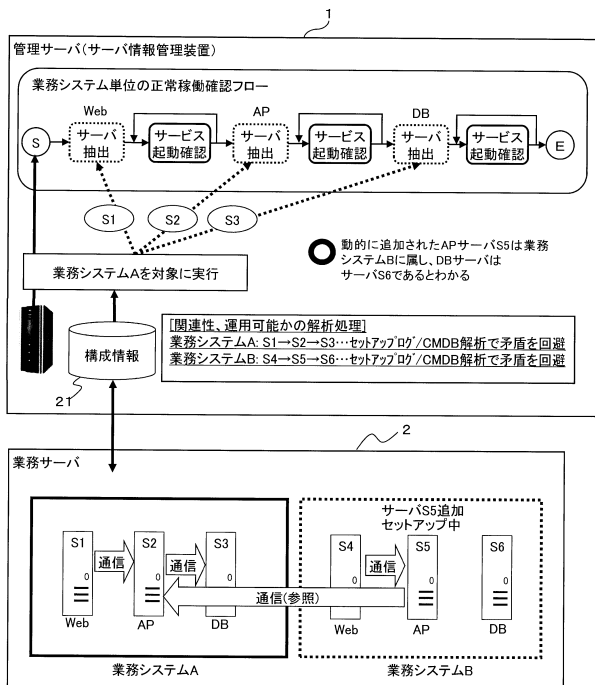 1
管理サーバ(サーバ情報管理装置)
業務システム単位の正常稼働確認フロー
Web
AP
DB
S
サーバ
抽出
サービス
起動確認
サーバ
抽出
サービス
起動確認
サーバ
抽出
サービス
起動確認
E
S1
S2
S3
動的に追加されたAPサーバS5は業務
システムBに属し、DBサーバは
サーバS6であるとわかる
業務システムAを対象に実行
構成情報
21
[関連性、運用可能かの解析処理]
業務システムA: S1→S2→S3…セットアップログ/CMDB解析で矛盾を回避
業務システムB: S4→S5→S6…セットアップログ/CMDB解析で矛盾を回避
2
業務サーバ
サーバS5追加
セットアップ中
S1
通信
S2
通信
S3
S4
通信
S5
S6
0
0
0
0
0
0
通信(参照)
Web
AP
DB
Web
AP
DB
業務システムA
業務システムB